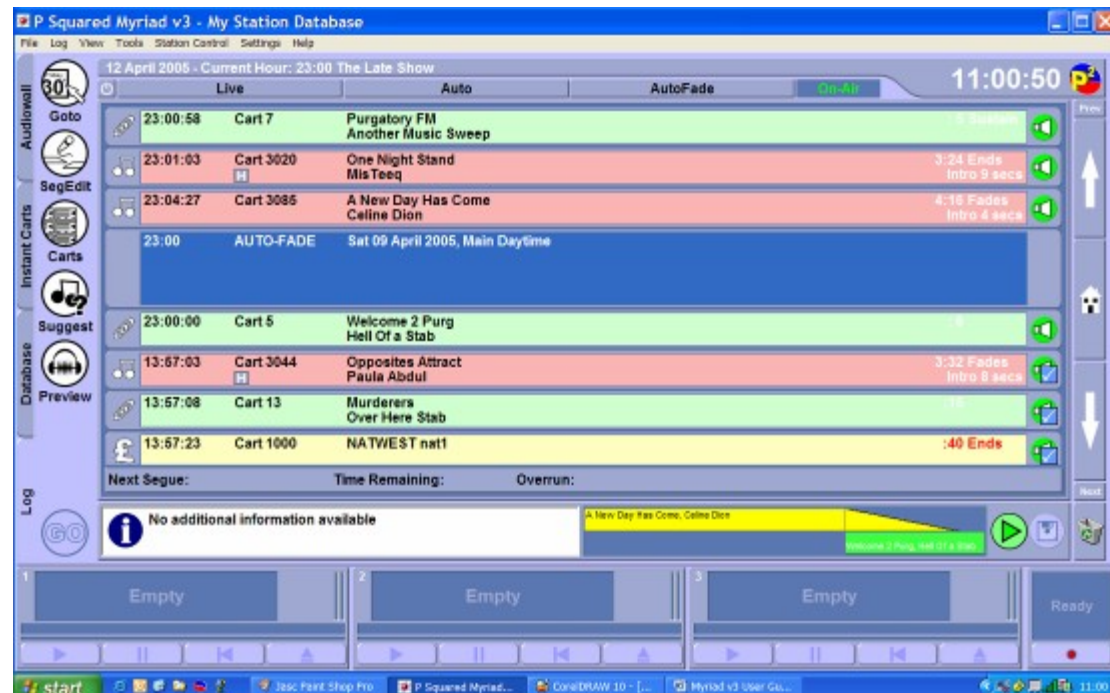 P Squared Myriad v3 - My Station Database
File Log View Tools Station Control Settings Help
12 April 2005 - Current Hour: 23:00 The Late Show
11:00:50
Live Auto AutoFade On-Air
Audiowall
Instant Carts
Database
Log
30
Goto
SegEdit
Carts
Suggest
Preview
GO
Prev
23:00:58 Cart 7 Purgatory FM
Another Music Sweep
:5 Sustain
23:01:03 Cart 3020 One Night Stand 3:24 Ends
H MisTeeq Intro 9 secs
23:04:27 Cart 3085 A New Day Has Come 4:16 Fades
Celine Dion Intro 4 secs
23:00 AUTO-FADE Sat 09 April 2005, Main Daytime
23:00:00 Cart 5 Welcome 2 Purg
Hell Of a Stab
13:57:03 Cart 3044 Opposites Attract 3:32 Fades
H Paula Abdul Intro 8 secs
13:57:08 Cart 13 Murderers
Over Here Stab
£ 13:57:23 Cart 1000 NATWEST nat1 :40 Ends
Next Segue: Time Remaining: Overrun:
Next
No additional information available
A New Day Has Come, Celine Dion
Welcome 2 Purg, Hell Of a Stab
1 Empty
2 Empty
3 Empty
Ready
start Jasc Paint Shop Pro P Squared Myriad... CorelDRAW 10 - [... Myriad v3 User Gu... 11:00